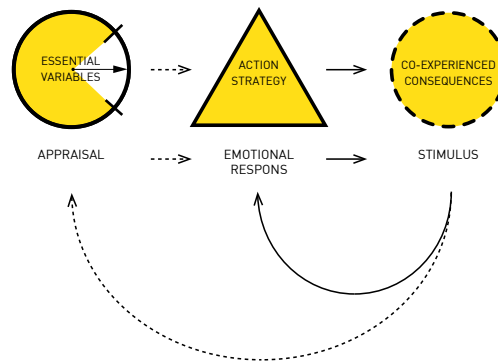 ESSENTIAL
VARIABLES
ACTION
STRATEGY
CO-EXPERIENCED
CONSEQUENCES
APPRAISAL
EMOTIONAL
RESPONS
STIMULUS